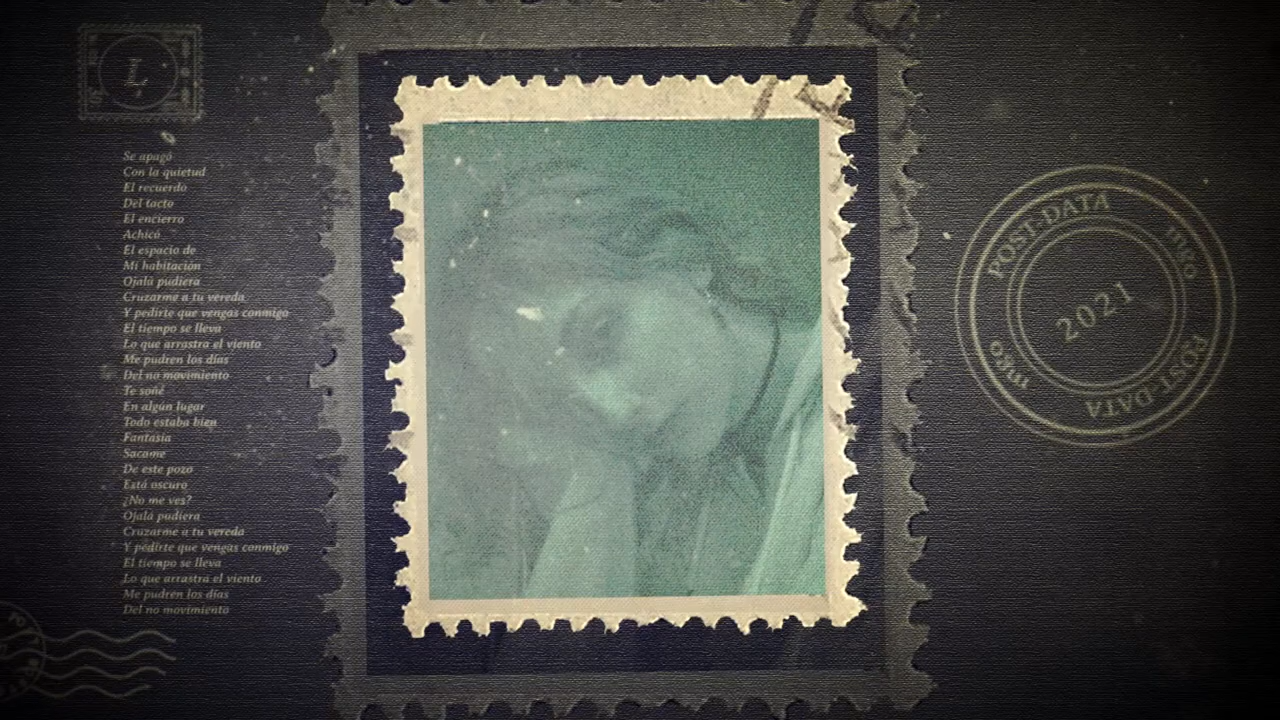 L
Se apagó
Con la quietud
El recuerdo
Del tacto
El encierro
Achicó
El espacio de
Mi habitación
Ojalá pudiera
Cruzarme a tu vereda
Y pedirte que vengas conmigo
El tiempo se lleva
Lo que arrastra el viento
Me pudren los días
Del no movimiento
Te soñé
En algún lugar
Todo estaba bien
Fantasía
Sacame
De este pozo
Está oscuro
¿No me ves?
Ojalá pudiera
Cruzarme a tu vereda
Y pedirte que vengas conmigo
El tiempo se lleva
Lo que arrastra el viento
Me pudren los días
Del no movimiento
POST-DATA
mgo
2021
mgo
POST-DATA